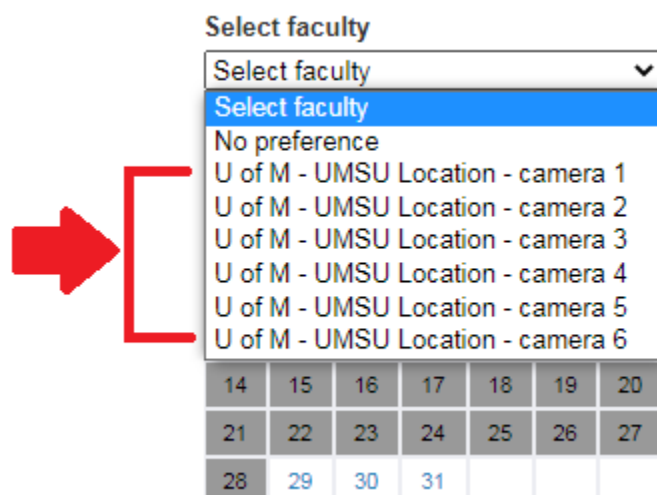 Select faculty
Select faculty
Select faculty
No preference
U of M - UMSU Location - camera 1
U of M - UMSU Location - camera 2
U of M - UMSU Location - camera 3
U of M - UMSU Location - camera 4
U of M - UMSU Location - camera 5
U of M - UMSU Location - camera 6
14 15 16 17 18 19 20
21 22 23 24 25 26 27
28 29 30 31